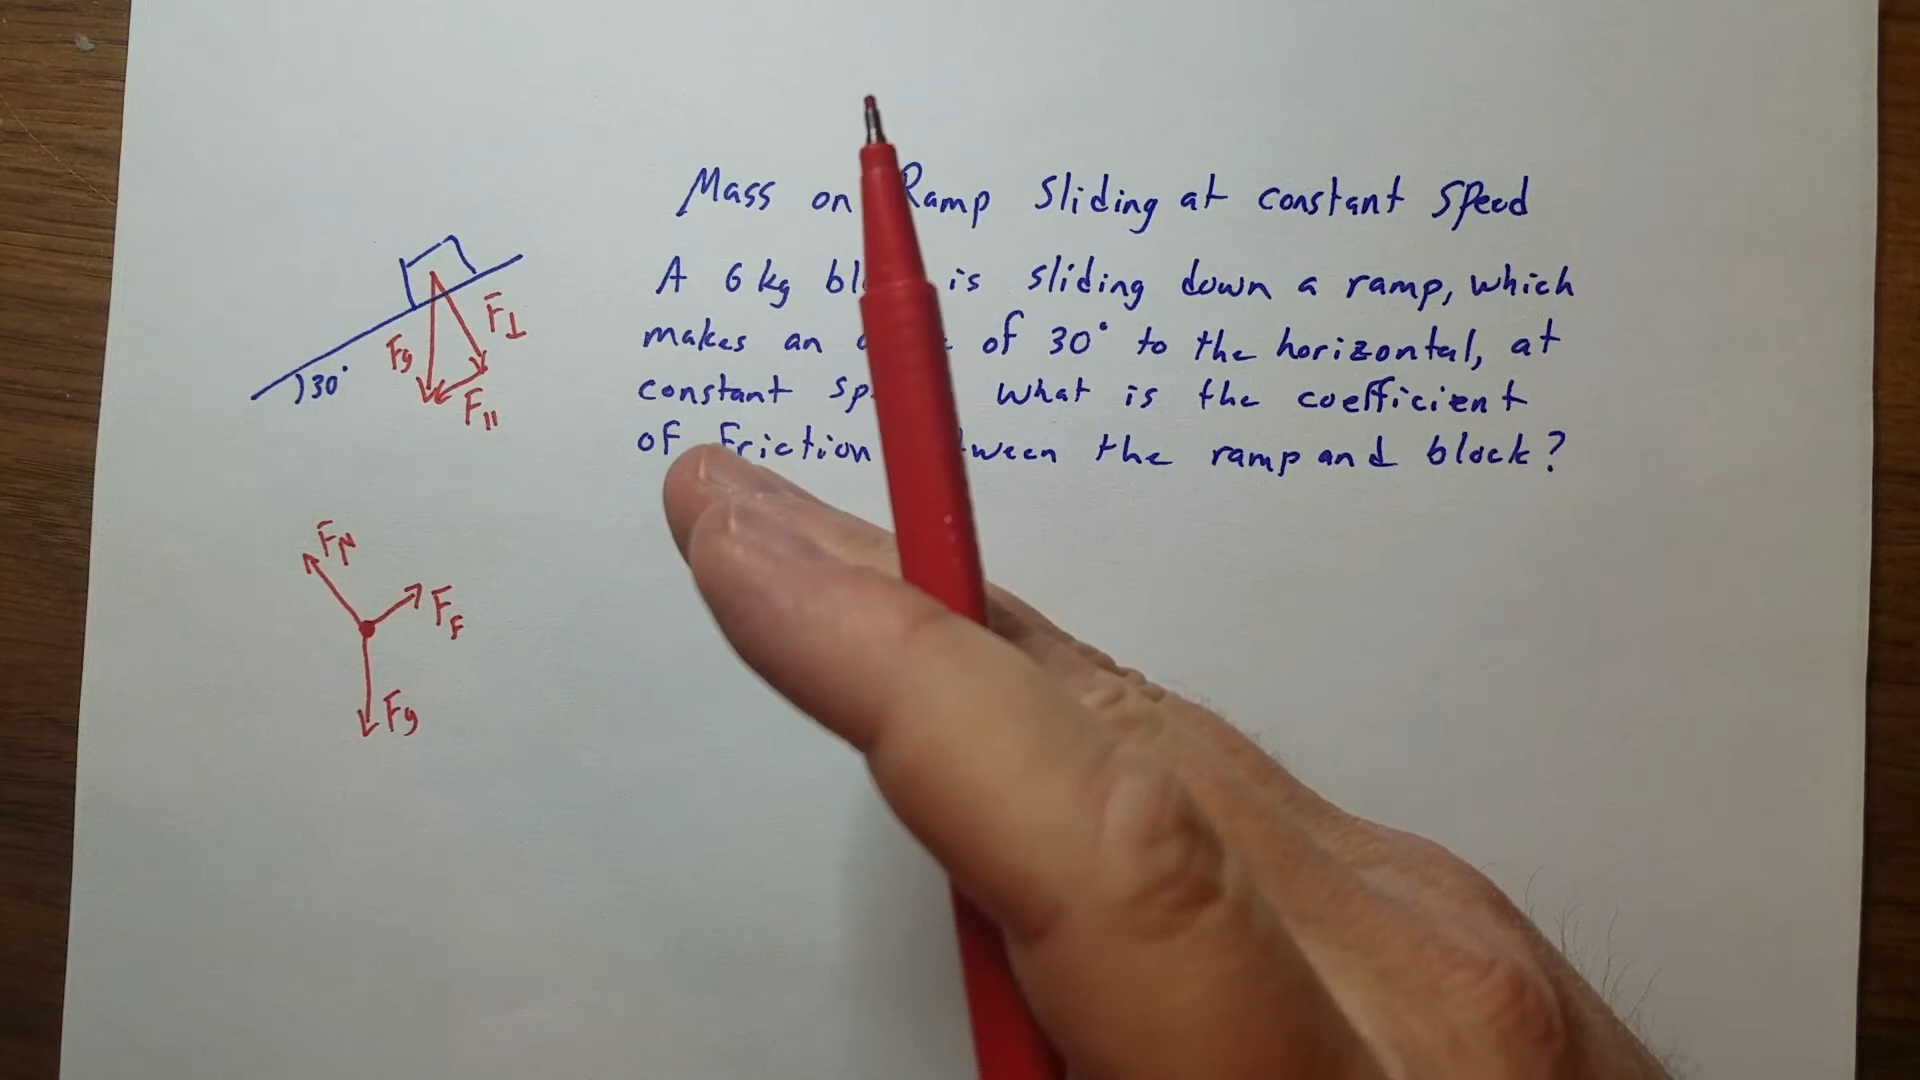 Mass on Ramp Sliding at constant speed
A 6 kg is sliding down a ramp, which
makes an of 30° to the horizontal, at
constant What is the coefficient
of Friction the ramp and block?
F⊥
Fg
30°
F||
FN
FF
Fg